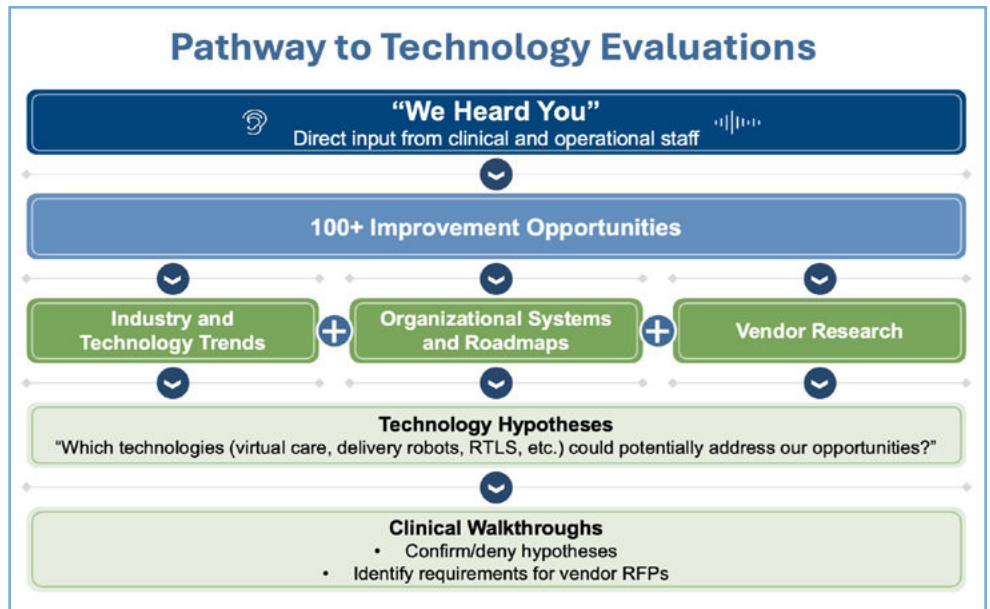 Pathway to Technology Evaluations
“We Heard You”
Direct input from clinical and operational staff
100+ Improvement Opportunities
Industry and
Technology Trends
Organizational Systems
and Roadmaps
Vendor Research
Technology Hypotheses
“Which technologies (virtual care, delivery robots, RTLS, etc.) could potentially address our opportunities?”
Clinical Walkthroughs
• Confirm/deny hypotheses
• Identify requirements for vendor RFPs